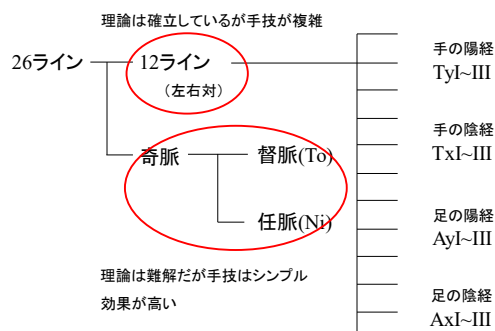 理論は確立しているが手技が複雑
26ライン
12ライン
(左右対)
奇脈
督脈(To)
任脈(Ni)
理論は難解だが手技はシンプル
効果が高い
手の陽経
TyI~III
手の陰経
TxI~III
足の陽経
AyI~III
足の陰経
AxI~III